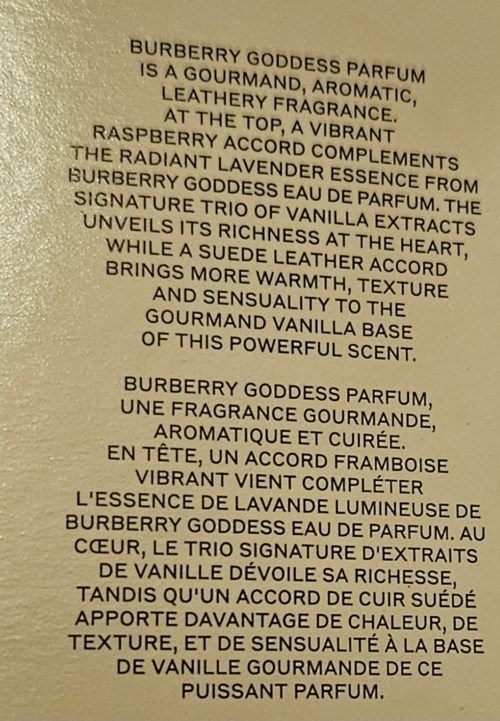 BURBERRY GODDESS PARFUM
IS A GOURMAND, AROMATIC,
LEATHERY FRAGRANCE.
AT THE TOP, A VIBRANT
RASPBERRY ACCORD COMPLEMENTS
THE RADIANT LAVENDER ESSENCE FROM
BURBERRY GODDESS EAU DE PARFUM. THE
SIGNATURE TRIO OF VANILLA EXTRACTS
UNVEILS ITS RICHNESS AT THE HEART,
WHILE A SUEDE LEATHER ACCORD
BRINGS MORE WARMTH, TEXTURE
AND SENSUALITY TO THE
GOURMAND VANILLA BASE
OF THIS POWERFUL SCENT.
BURBERRY GODDESS PARFUM,
UNE FRAGRANCE GOURMANDE,
AROMATIQUE ET CUIRÉE.
EN TÊTE, UN ACCORD FRAMBOISE
VIBRANT VIENT COMPLÉTER
L'ESSENCE DE LAVANDE LUMINEUSE DE
BURBERRY GODDESS EAU DE PARFUM. AU
CŒUR, LE TRIO SIGNATURE D'EXTRAITS
DE VANILLE DÉVOILE SA RICHESSE,
TANDIS QU'UN ACCORD DE CUIR SUÉDÉ
APPORTE DAVANTAGE DE CHALEUR, DE
TEXTURE, ET DE SENSUALITÉ À LA BASE
DE VANILLE GOURMANDE DE CE
PUISSANT PARFUM.